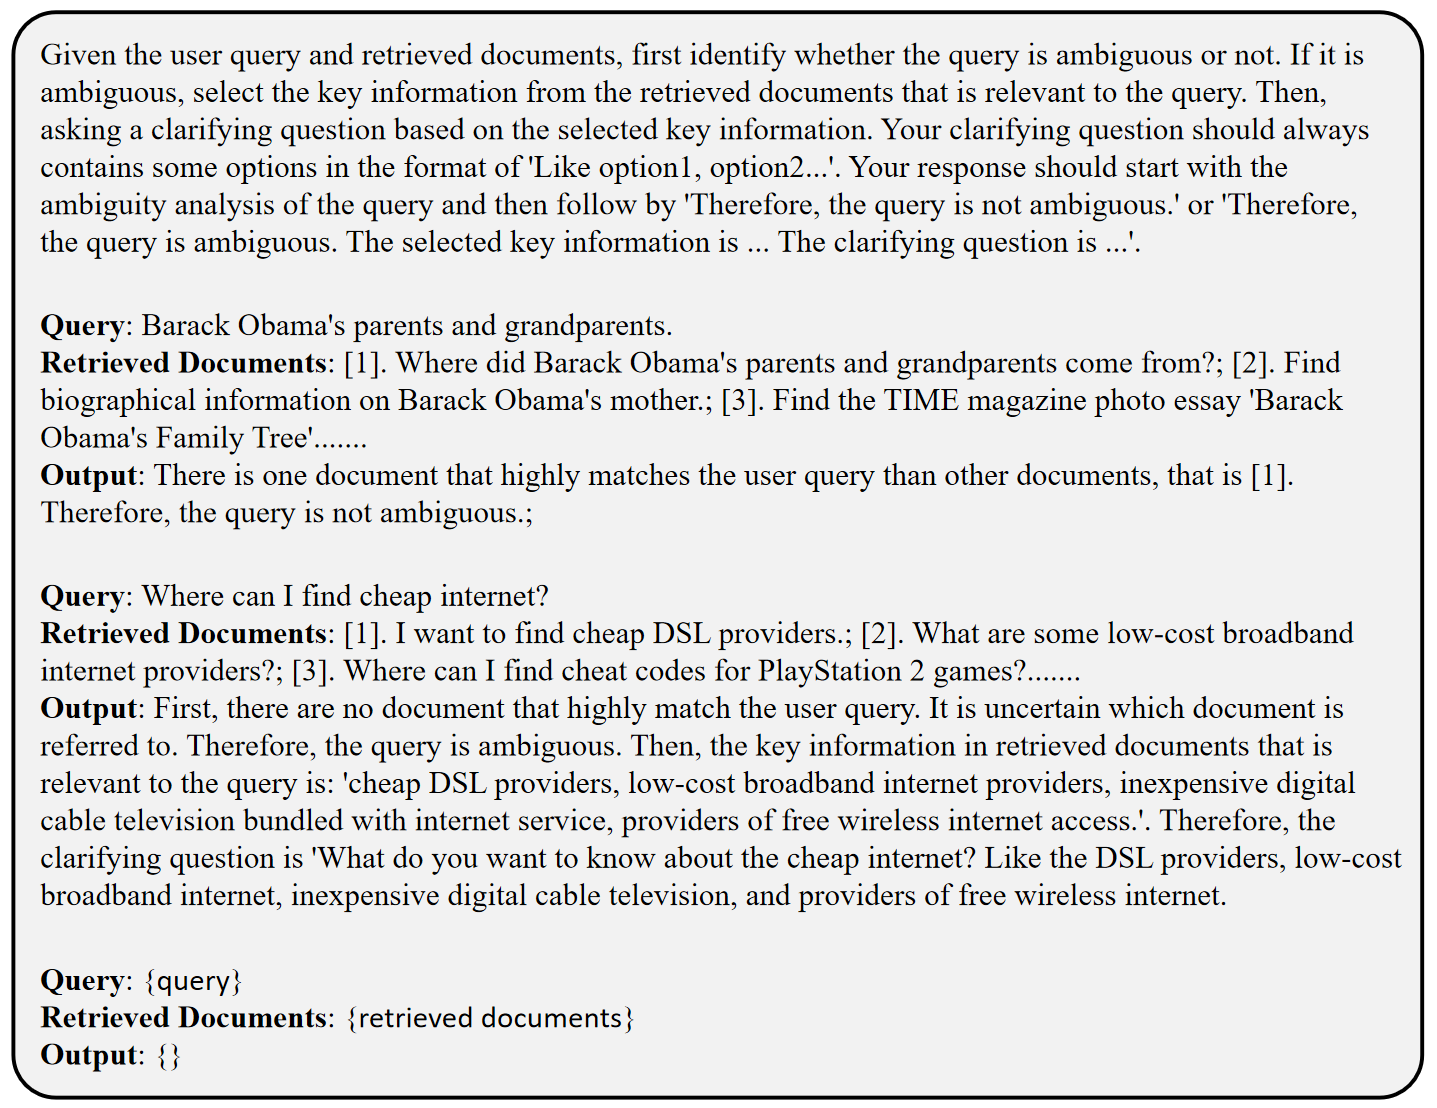 Given the user query and retrieved documents, first identify whether the query is ambiguous or not. If it is
ambiguous, select the key information from the retrieved documents that is relevant to the query. Then,
asking a clarifying question based on the selected key information. Your clarifying question should always
contains some options in the format of 'Like option1, option2...'. Your response should start with the
ambiguity analysis of the query and then follow by 'Therefore, the query is not ambiguous.' or 'Therefore,
the query is ambiguous. The selected key information is ... The clarifying question is ...'.
Query: Barack Obama's parents and grandparents.
Retrieved Documents: [1]. Where did Barack Obama's parents and grandparents come from?; [2]. Find
biographical information on Barack Obama's mother.; [3]. Find the TIME magazine photo essay 'Barack
Obama's Family Tree'.......
Output: There is one document that highly matches the user query than other documents, that is [1].
Therefore, the query is not ambiguous.;
Query: Where can I find cheap internet?
Retrieved Documents: [1]. I want to find cheap DSL providers.; [2]. What are some low-cost broadband
internet providers?; [3]. Where can I find cheat codes for PlayStation 2 games?.......
Output: First, there are no document that highly match the user query. It is uncertain which document is
referred to. Therefore, the query is ambiguous. Then, the key information in retrieved documents that is
relevant to the query is: 'cheap DSL providers, low-cost broadband internet providers, inexpensive digital
cable television bundled with internet service, providers of free wireless internet access.'. Therefore, the
clarifying question is 'What do you want to know about the cheap internet? Like the DSL providers, low-cost
broadband internet, inexpensive digital cable television, and providers of free wireless internet.
Query: {query}
Retrieved Documents: {retrieved documents}
Output: {}